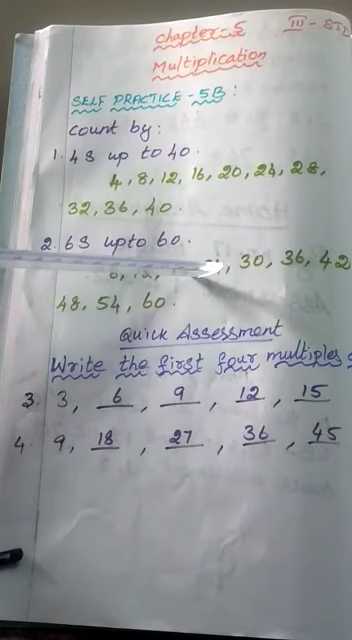 Chapter-5 III - STD
Multiplication
SELF PRACTICE - 5B:
Count by:
1. 4s up to 40.
4, 8, 12, 16, 20, 24, 28,
32, 36, 40.
2. 6s upto 60.
, 30, 36, 42
48, 54, 60.
Quick Assessment
Write the first four multiples
3. 3, 6, 9, 12, 15
4. 9, 18, 27, 36, 45